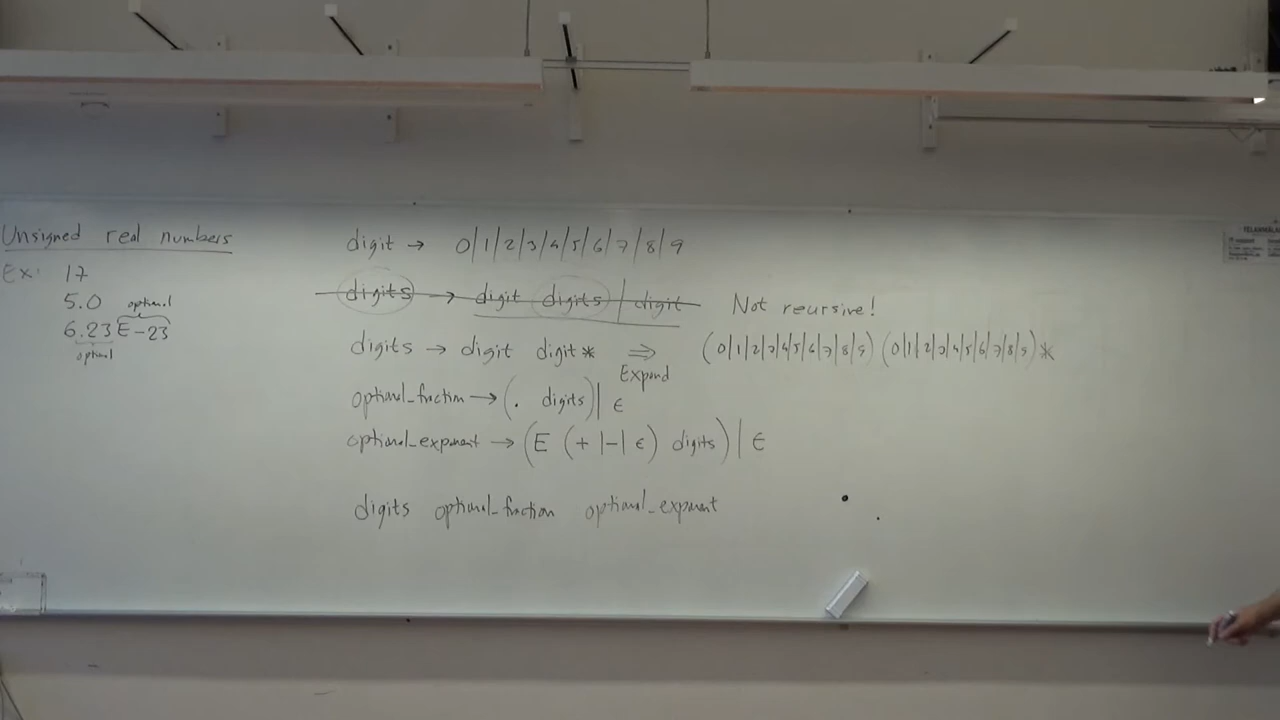 Unsigned real numbers
Ex: 17
5.0
optional
6.23E-23
optional
digit → 0|1|2|3|4|5|6|7|8|9
digits → digit digits | digit
Not recursive!
digits → digit digit* ⇒ (0|1|2|3|4|5|6|7|8|9) (0|1|2|3|4|5|6|7|8|9)*
Expand
optional_fraction → (. digits) | ϵ
optional_exponent → (E (+|-|ϵ) digits) | ϵ
digits optional_fraction optional_exponent